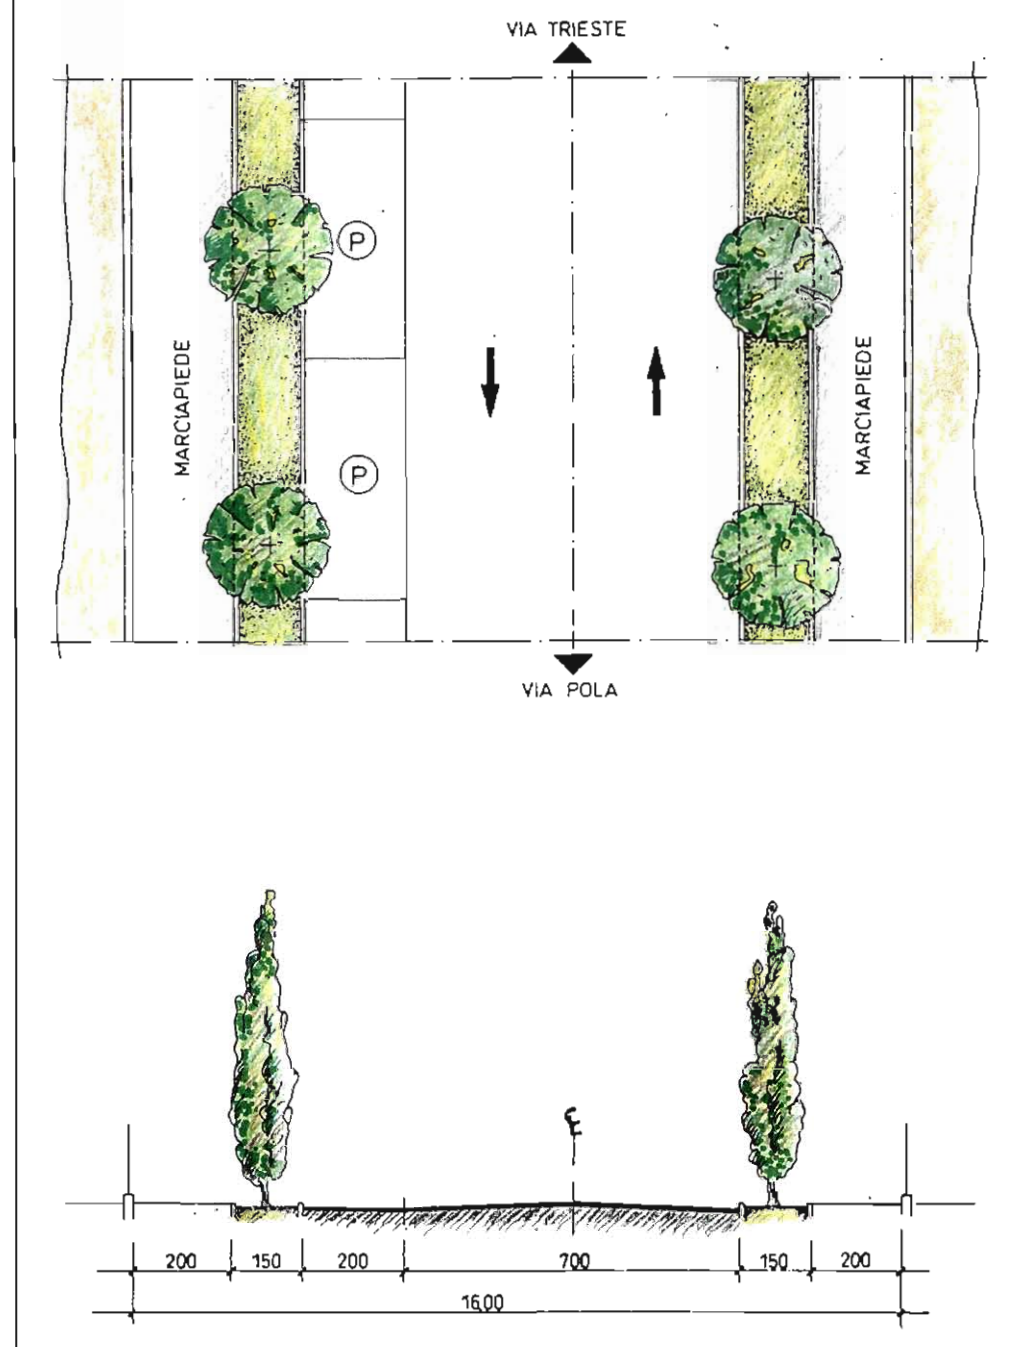 VIA TRIESTE
P
MARCIAPIEDE
MARCIAPIEDE
P
VIA POLA
℄
200 150 200 700 150 200
1600